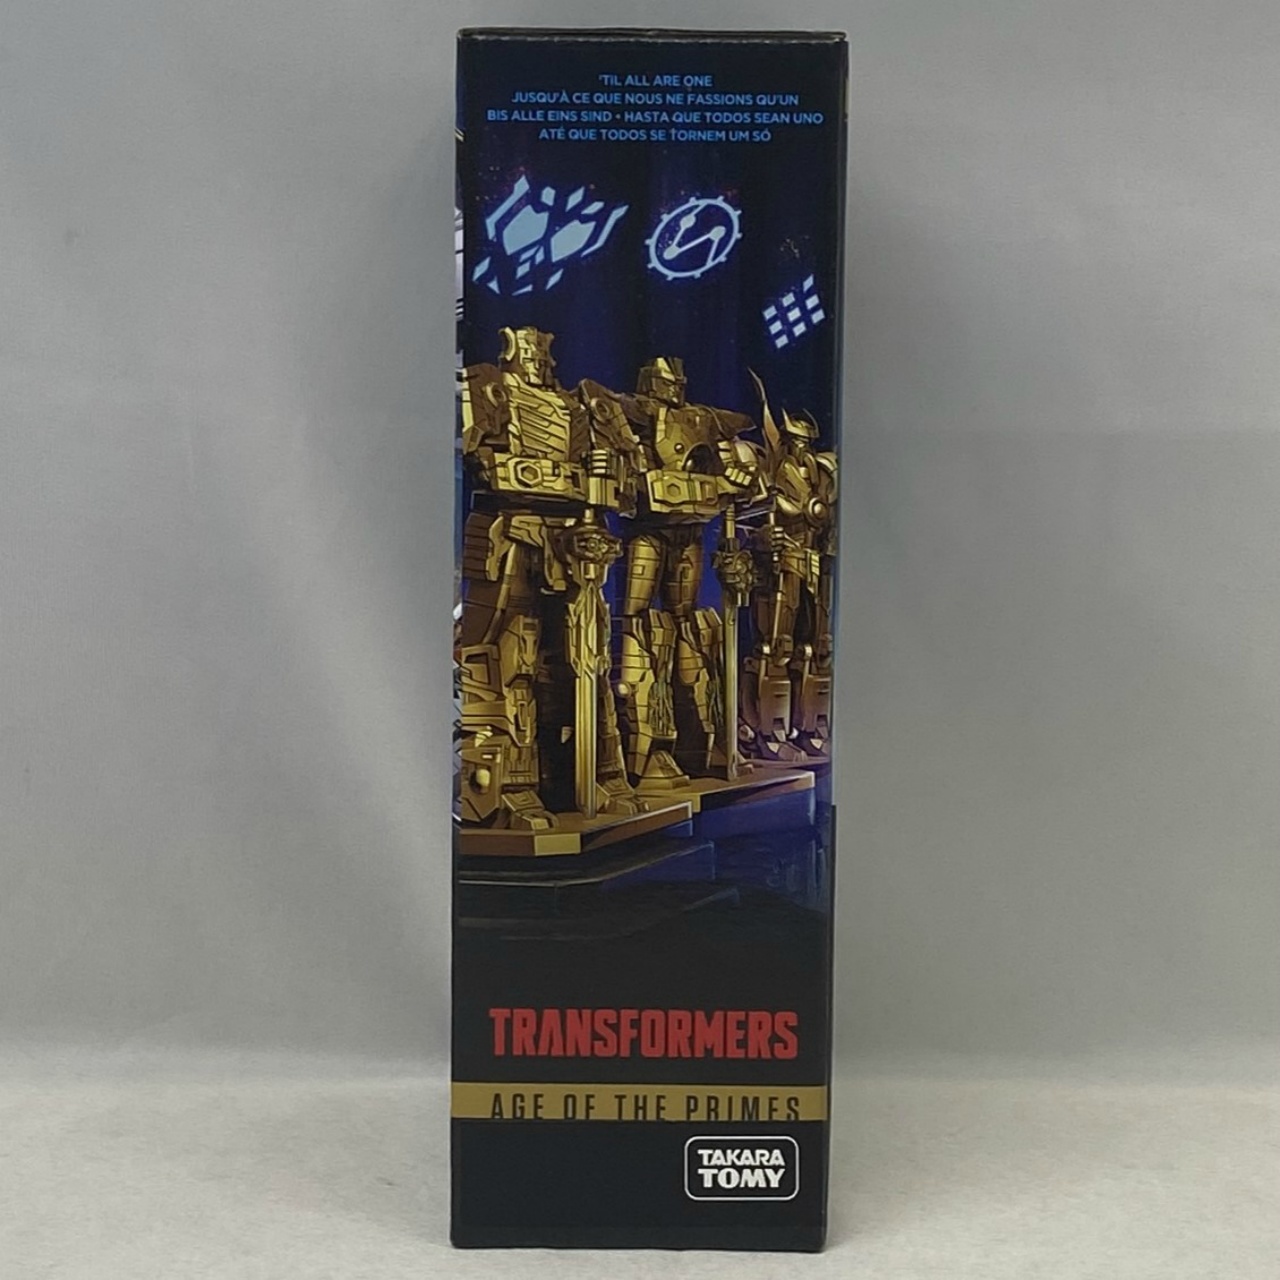 'TIL ALL ARE ONE
JUSQU'À CE QUE NOUS NE FASSIONS QU'UN
BIS ALLE EINS SIND • HASTA QUE TODOS SEAN UNO
ATÉ QUE TODOS SE TORNEM UM SÓ
TRANSFORMERS
AGE OF THE PRIMES
TAKARA
TOMY